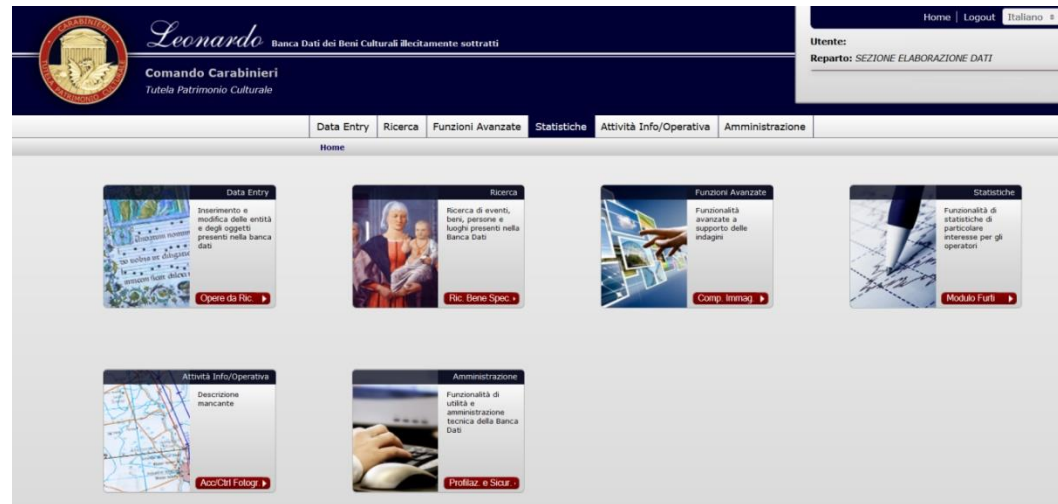 CARABINIERI
TUTELA PATRIMONIO CULTURALE
Leonardo Banca Dati dei Beni Culturali illecitamente sottratti
Comando Carabinieri
Tutela Patrimonio Culturale
Home | Logout Italiano
Utente:
Reparto: SEZIONE ELABORAZIONE DATI
Data Entry Ricerca Funzioni Avanzate Statistiche Attività Info/Operativa Amministrazione
Home
Data Entry
Inserimento e
modifica delle entità
e degli oggetti
presenti nella banca
dati
Opere da Ric.
Ricerca
Ricerca di eventi,
beni, persone e
luoghi presenti nella
Banca Dati
Ric. Bene Spec.
Funzioni Avanzate
Funzionalità
avanzate a
supporto delle
indagini
Comp. Immag.
Statistiche
Funzionalità di
statistiche di
particolare
interesse per gli
operatori
Modulo Furti
Attività Info/Operativa
Descrizione
mancante
Acc/Ctrl Fotogr.
Amministrazione
Funzionalità di
utilità e
amministrazione
tecnica della Banca
Dati
Profilaz. e Sicur.